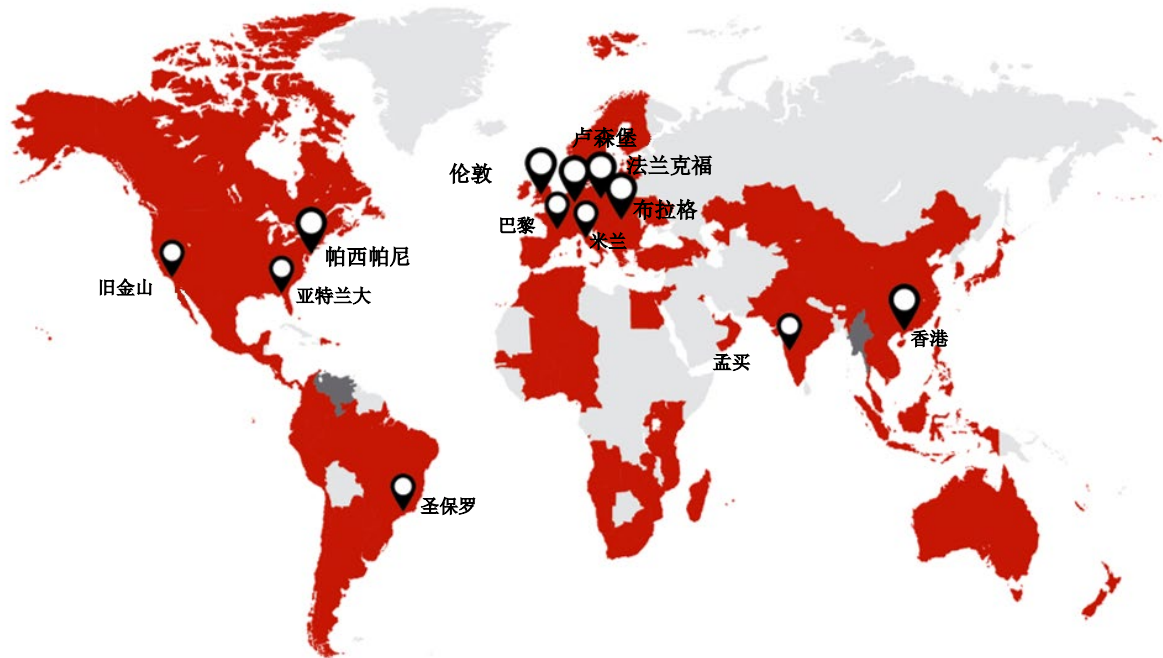 卢森堡
伦敦
法兰克福
巴黎
布拉格
米兰
帕西帕尼
旧金山
亚特兰大
香港
孟买
圣保罗